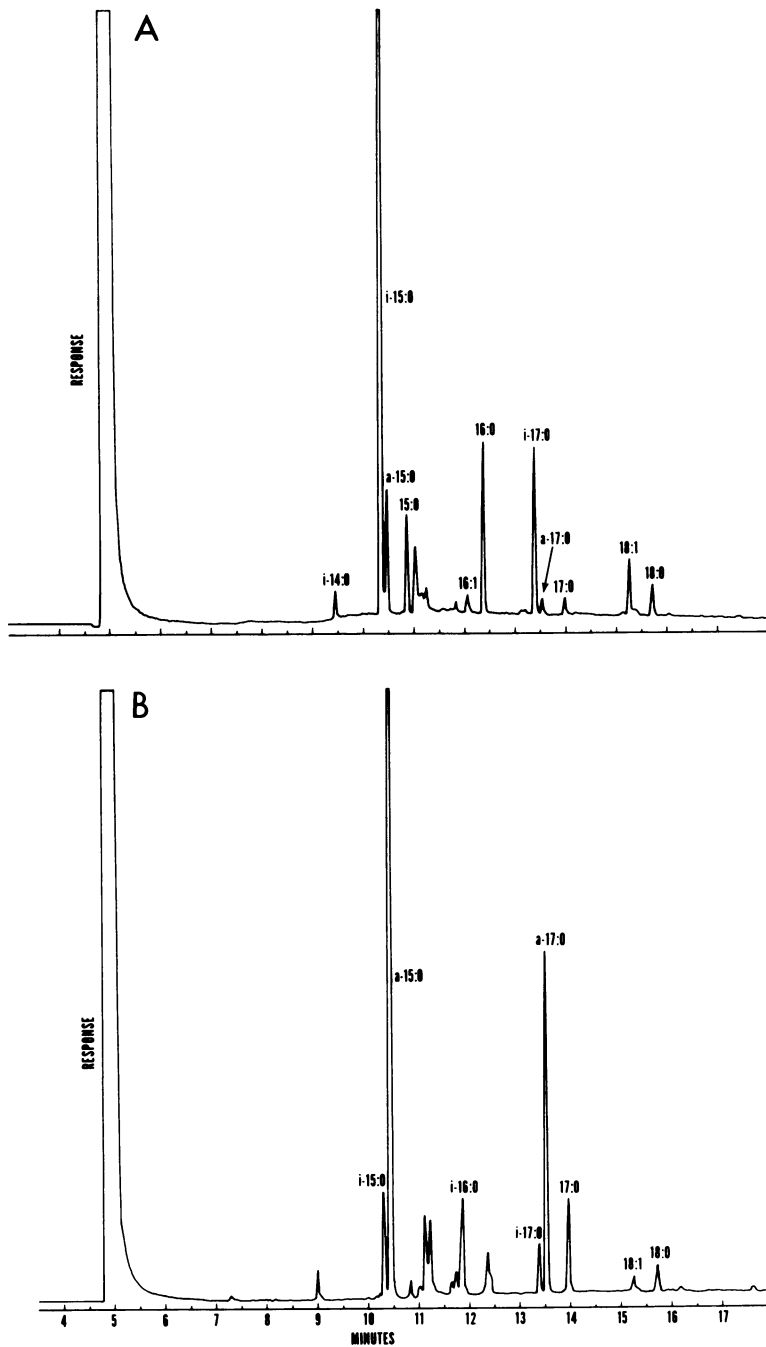 A
RESPONSE
i-14:0
i-15:0
a-15:0
15:0
16:1
16:0
i-17:0
a-17:0
17:0
18:1
18:0
B
RESPONSE
i-15:0
a-15:0
i-16:0
i-17:0
a-17:0
17:0
18:1
18:0
4 5 6 7 8 9 10 11 12 13 14 15 16 17
MINUTES